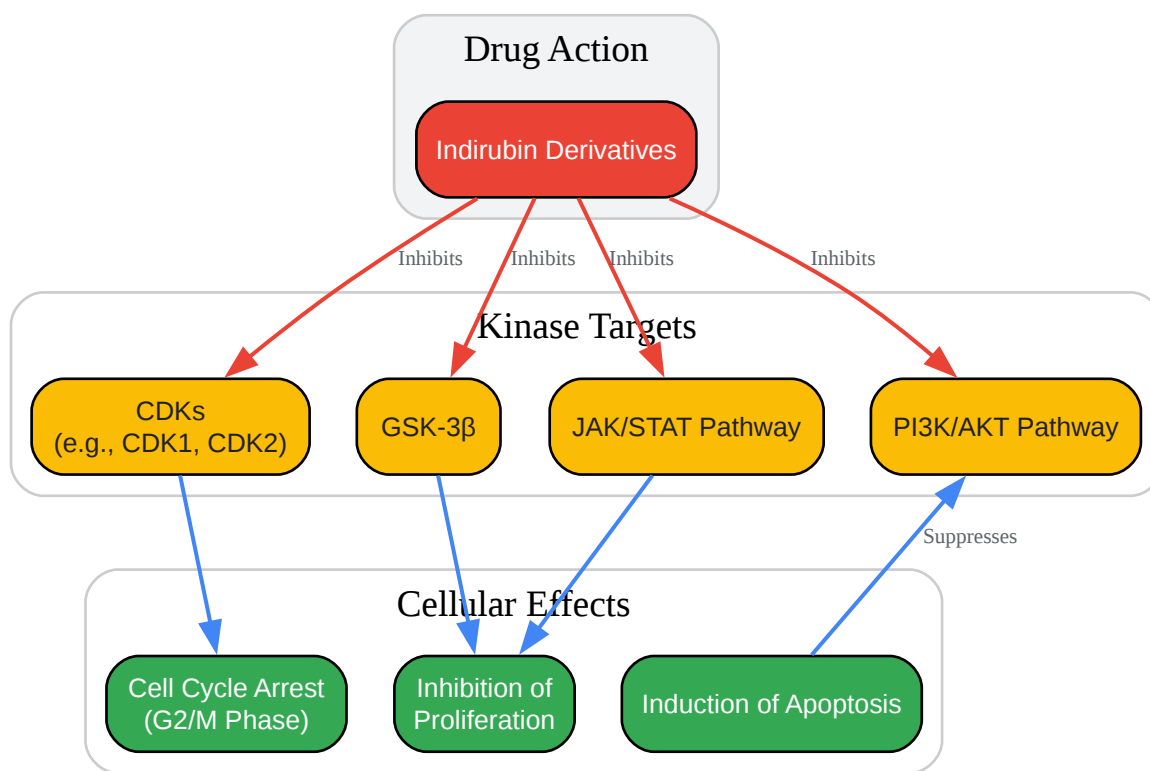 Drug Action
Indirubin Derivatives
Inhibits
Inhibits
Inhibits
Inhibits
Kinase Targets
CDKs
(e.g., CDK1, CDK2)
GSK-3β
JAK/STAT Pathway
PI3K/AKT Pathway
Suppresses
Cellular Effects
Cell Cycle Arrest
(G2/M Phase)
Inhibition of
Proliferation
Induction of Apoptosis